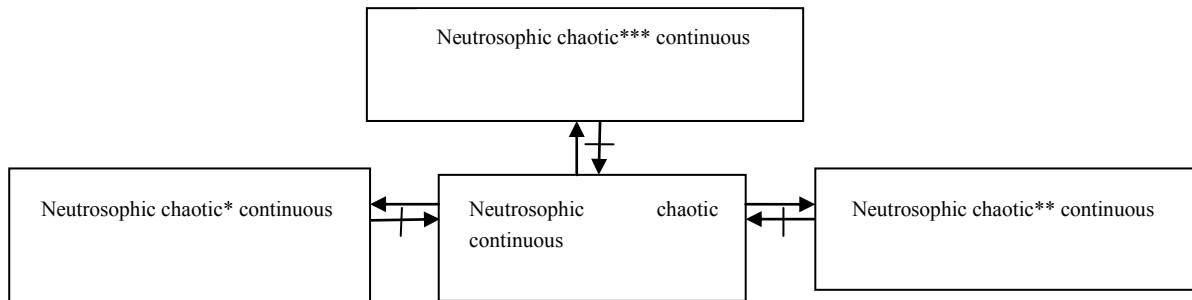 Neutrosophic chaotic*** continuous
Neutrosophic chaotic* continuous
Neutrosophic chaotic
continuous
Neutrosophic chaotic** continuous